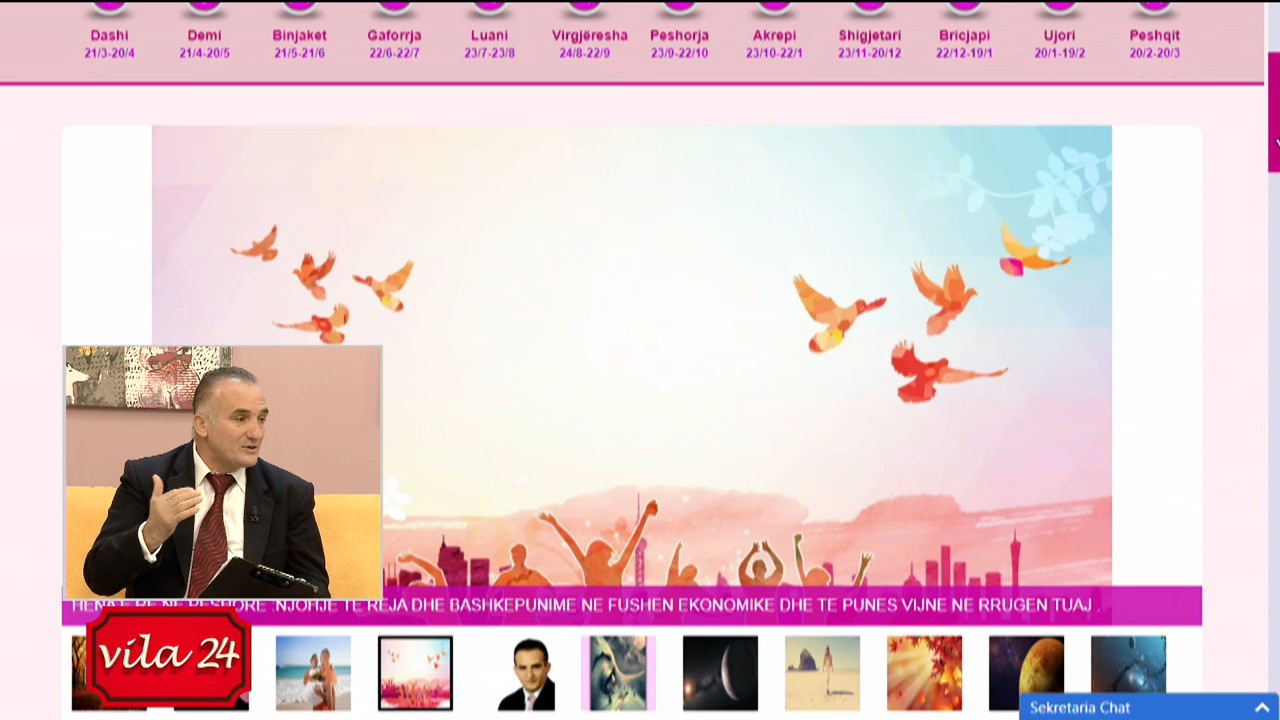 Dashi Demi Binjaket Gaforrja Luani Virgjëresha Peshorja Akrepi Shigjetari Bricjapi Ujori Peshqit
21/3-20/4 21/4-20/5 21/5-21/6 22/6-22/7 23/7-23/8 24/8-22/9 23/9-22/10 23/10-22/1 23/11-20/12 22/12-19/1 20/1-19/2 20/2-20/3
HENA E RE NE PESHORE .NJOHJE TE REJA DHE BASHKEPUNIME NE FUSHEN EKONOMIKE DHE TE PUNES VIJNE NE RRUGEN TUAJ .
vila 24
Sekretaria Chat